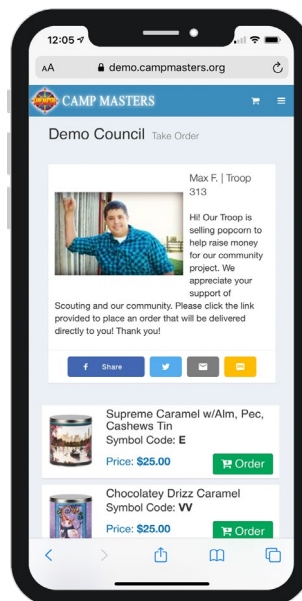 12:05
AA demo.campmasters.org
CAMP MASTERS
Demo Council Take Order
Max F. | Troop
313
Hi! Our Troop is
selling popcorn to
help raise money
for our community
project. We
appreciate your
support of
Scouting and our community. Please click the link
provided to place an order that will be delivered
directly to you! Thank you!
f Share
Supreme Caramel w/Alm, Pec,
Cashews Tin
Symbol Code: E
Price: $25.00 Order
Chocolatey Drizz Caramel
Symbol Code: VV
Price: $25.00 Order